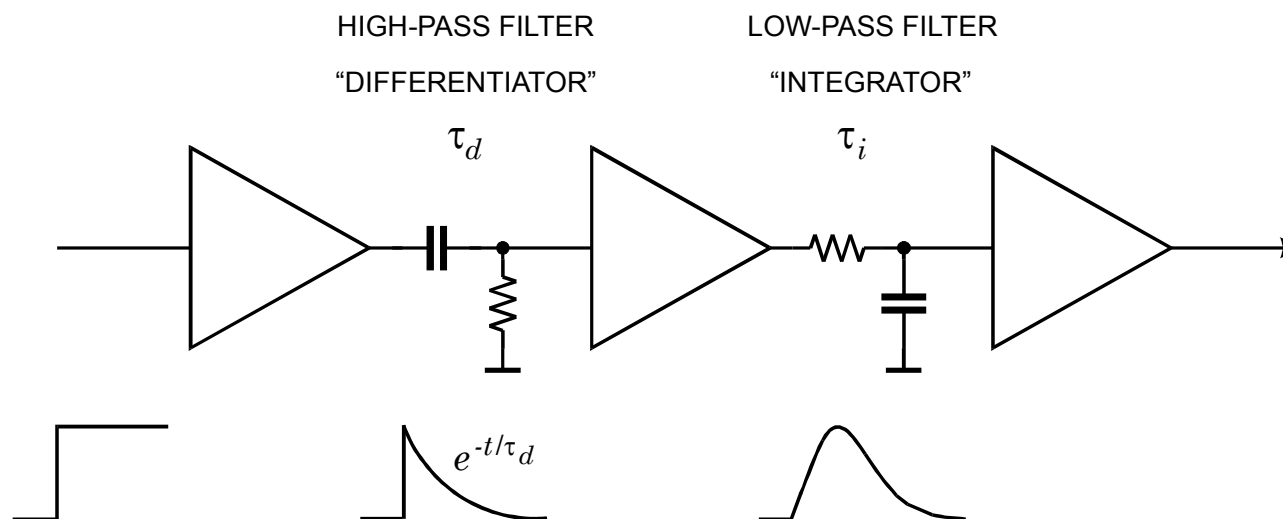 HIGH-PASS FILTER
“DIFFERENTIATOR”
τd
LOW-PASS FILTER
“INTEGRATOR”
τi
e-t/τd